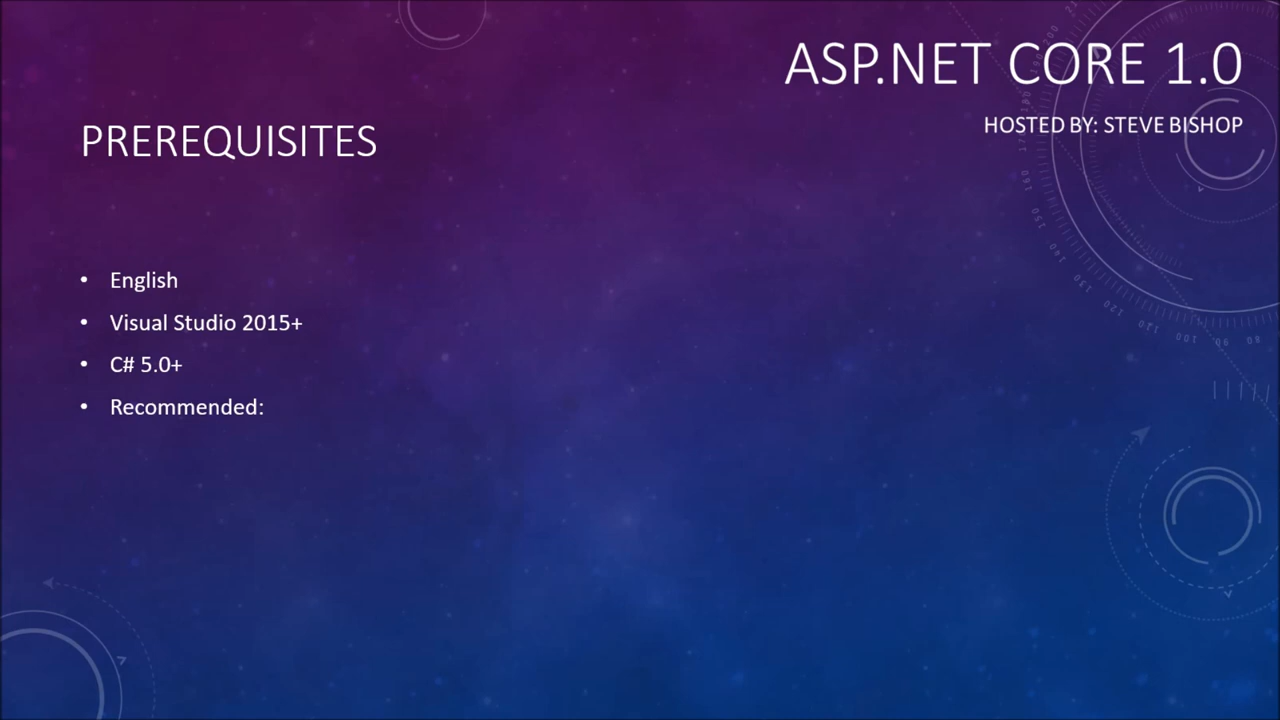 ASP.NET CORE 1.0
HOSTED BY: STEVE BISHOP
PREREQUISITES
• English
• Visual Studio 2015+
• C# 5.0+
• Recommended: